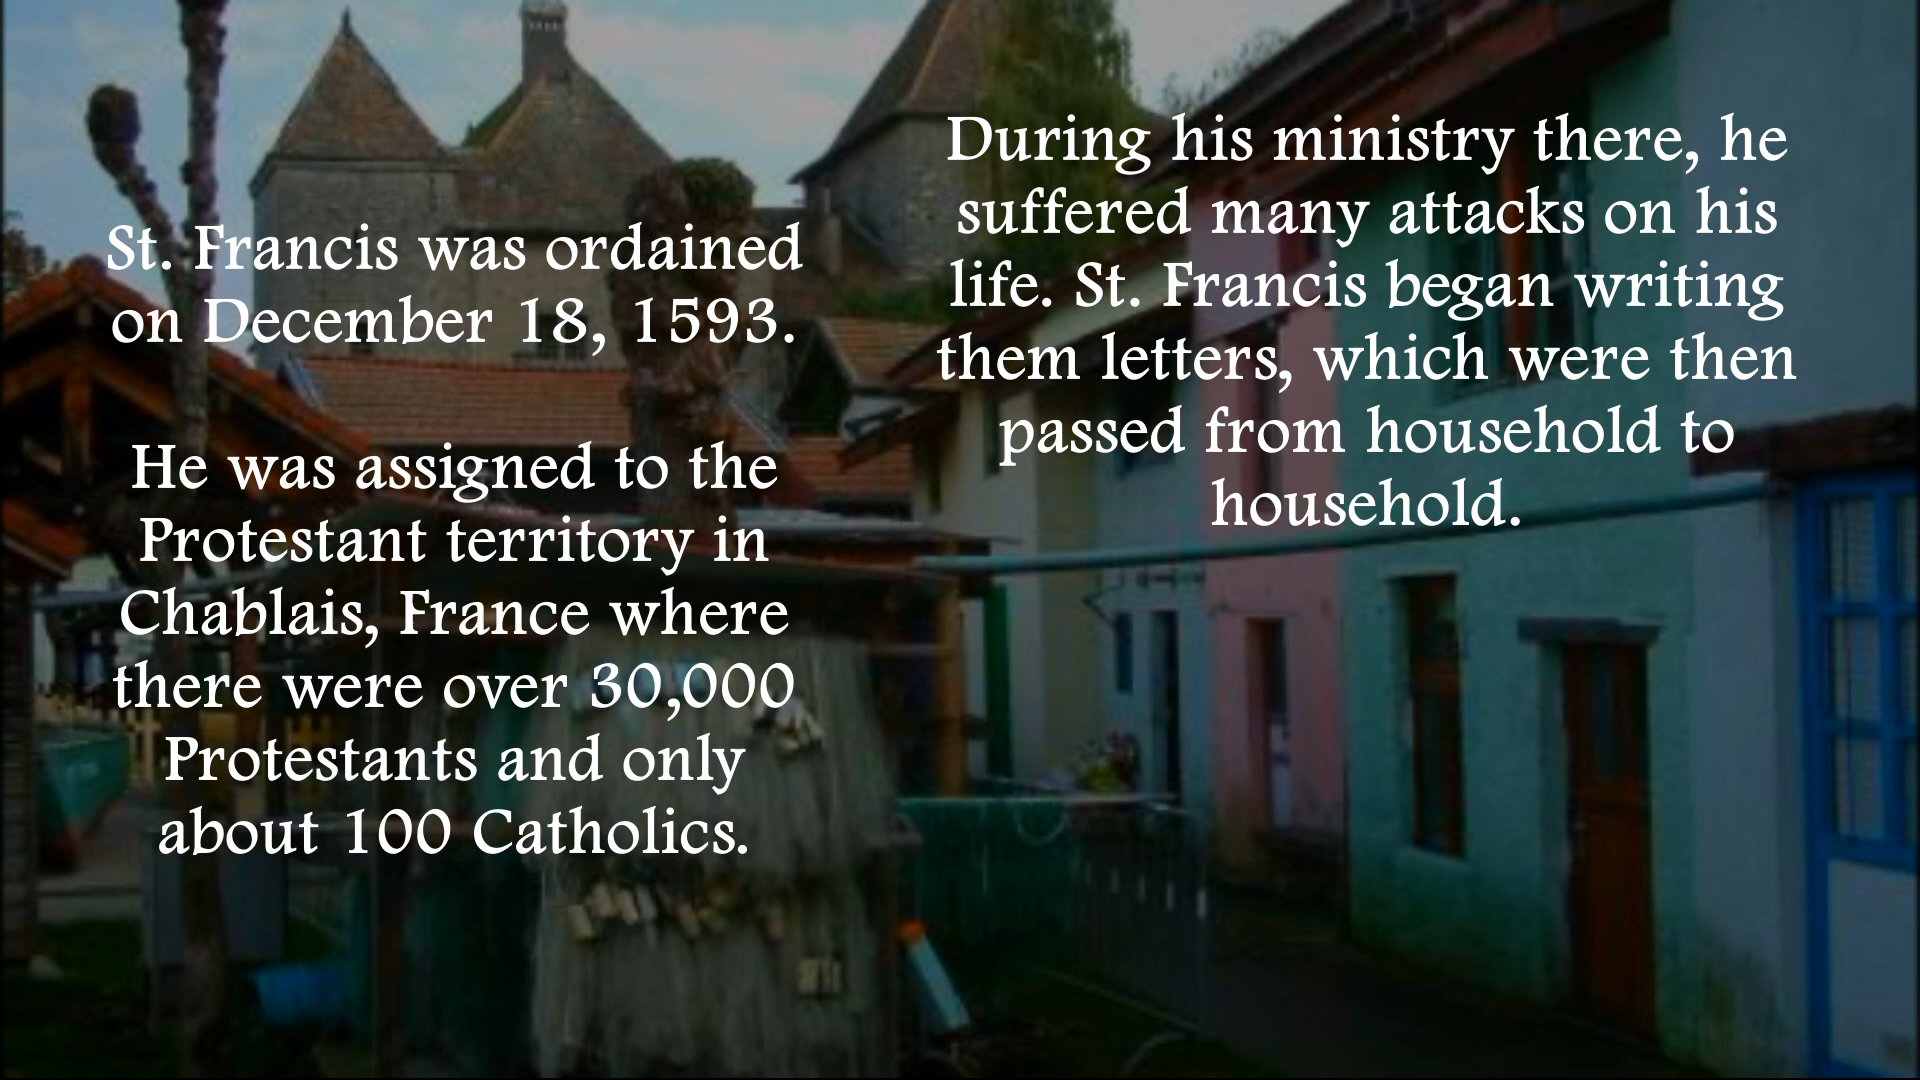 St. Francis was ordained
on December 18, 1593.
He was assigned to the
Protestant territory in
Chablais, France where
there were over 30,000
Protestants and only
about 100 Catholics.
During his ministry there, he
suffered many attacks on his
life. St. Francis began writing
them letters, which were then
passed from household to
household.